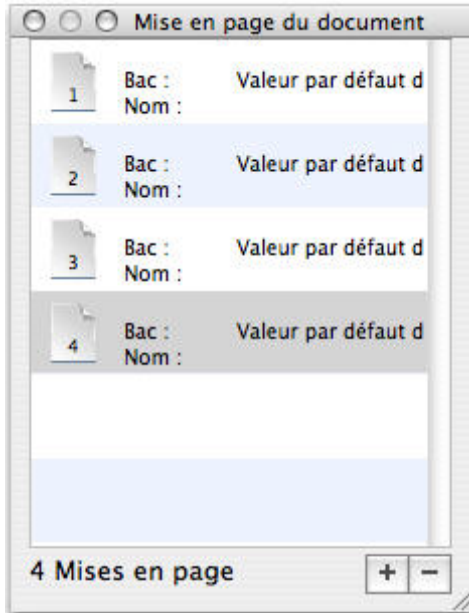 Mise en page du document
1
Bac : Valeur par défaut d
Nom :
2
Bac : Valeur par défaut d
Nom :
3
Bac : Valeur par défaut d
Nom :
4
Bac : Valeur par défaut d
Nom :
4 Mises en page
+ −